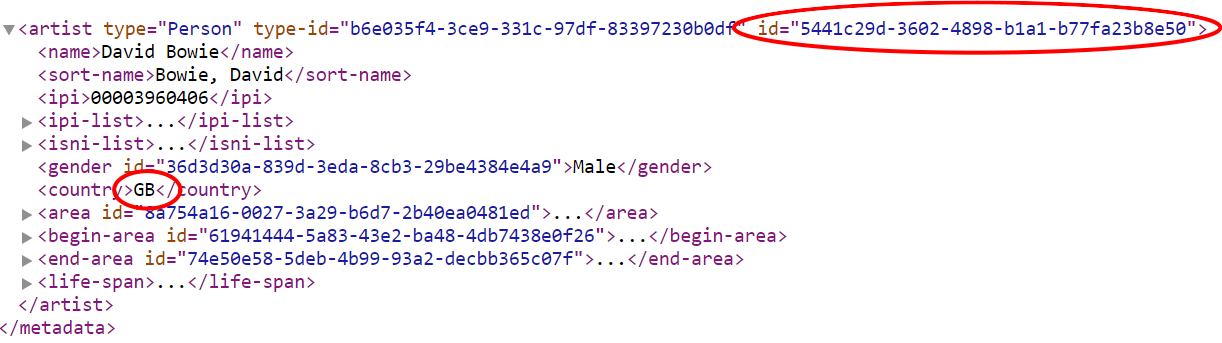 ▼<artist type="Person" type-id="b6e035f4-3ce9-331c-97df-83397230b0df" id="5441c29d-3602-4898-b1a1-b77fa23b8e50">
<name>David Bowie</name>
<sort-name>Bowie, David</sort-name>
<ipi>00003960406</ipi>
▶<ipi-list>...</ipi-list>
▶<isni-list>...</isni-list>
<gender id="36d3d30a-839d-3eda-8cb3-29be4384e4a9">Male</gender>
<country>GB</country>
▶<area id="8a754a16-0027-3a29-b6d7-2b40ea0481ed">...</area>
▶<begin-area id="61941444-5a83-43e2-ba48-4db7438e0f26">...</begin-area>
▶<end-area id="74e50e58-5deb-4b99-93a2-decbb365c07f">...</end-area>
▶<life-span>...</life-span>
</artist>
</metadata>